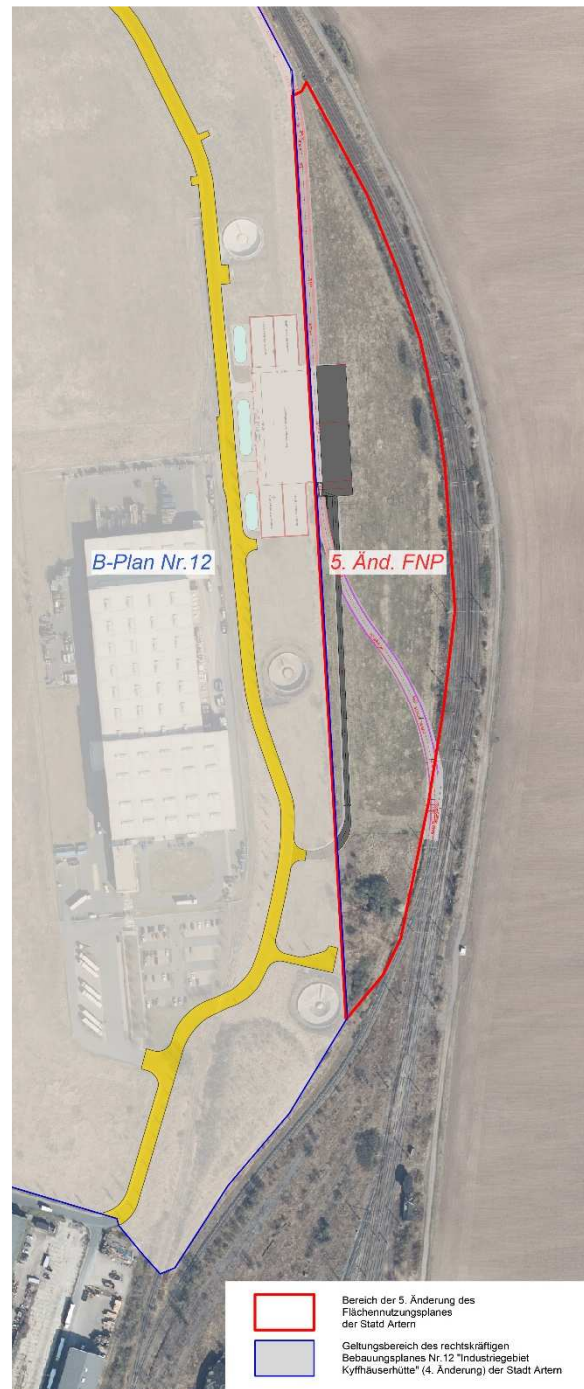 B-Plan Nr.12
5. Änd. FNP
Bereich der 5. Änderung des
Flächennutzungsplanes
der Statd Artern
Geltungsbereich des rechtskräftigen
Bebauungsplanes Nr.12 "Industriegebiet
Kyffhäuserhütte" (4. Änderung) der Stadt Artern